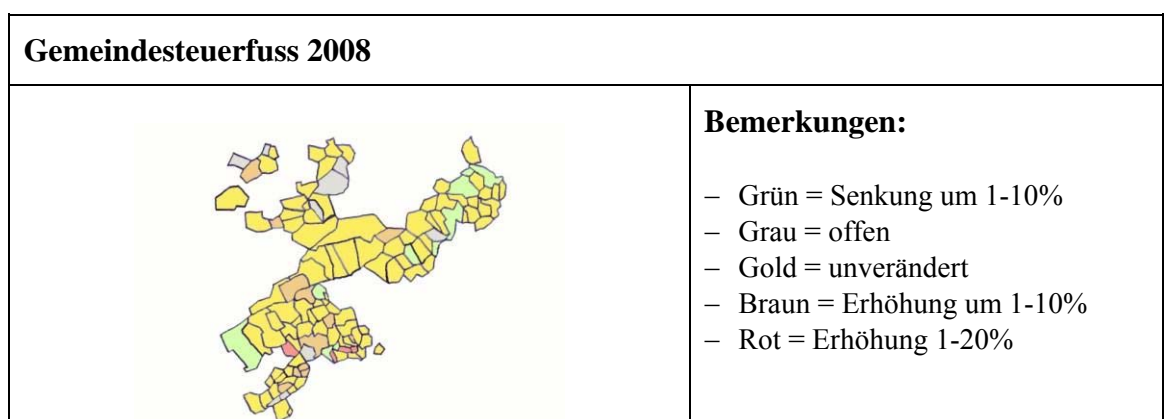 Gemeindesteuerfuss 2008
Bemerkungen:
– Grün = Senkung um 1-10%
– Grau = offen
– Gold = unverändert
– Braun = Erhöhung um 1-10%
– Rot = Erhöhung 1-20%